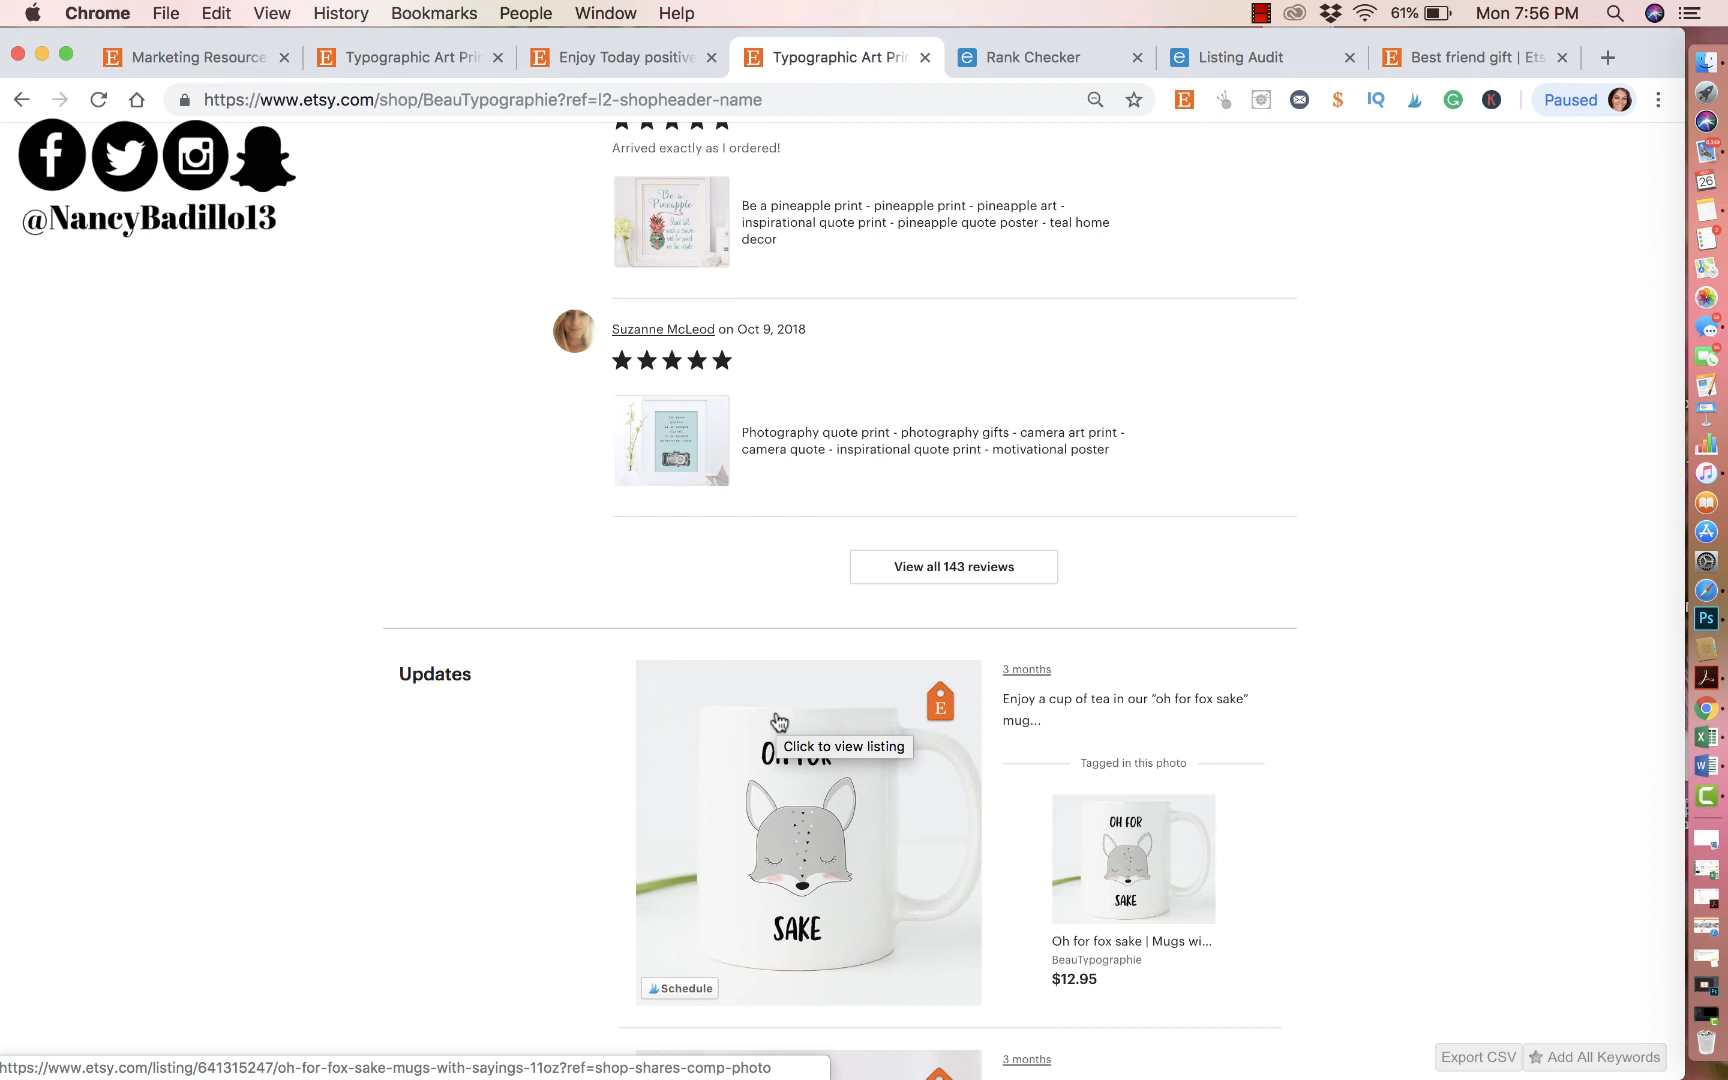 Chrome File Edit View History Bookmarks People Window Help
61% Mon 7:56 PM
Marketing Resource
Typographic Art Prin
Enjoy Today positive
Typographic Art Prin
Rank Checker
Listing Audit
Best friend gift | Ets
https://www.etsy.com/shop/BeauTypographie?ref=l2-shopheader-name
Paused
@NancyBadillo13
Arrived exactly as I ordered!
Be a pineapple print - pineapple print - pineapple art -
inspirational quote print - pineapple quote poster - teal home
decor
Suzanne McLeod on Oct 9, 2018
Photography quote print - photography gifts - camera art print -
camera quote - inspirational quote print - motivational poster
View all 143 reviews
Updates
3 months
Enjoy a cup of tea in our “oh for fox sake”
mug...
Click to view listing
OH FOR
SAKE
E
Schedule
Tagged in this photo
OH FOR
SAKE
Oh for fox sake | Mugs wi...
BeauTypographie
$12.95
3 months
Export CSV
Add All Keywords
https://www.etsy.com/listing/641315247/oh-for-fox-sake-mugs-with-sayings-11oz?ref=shop-shares-comp-photo